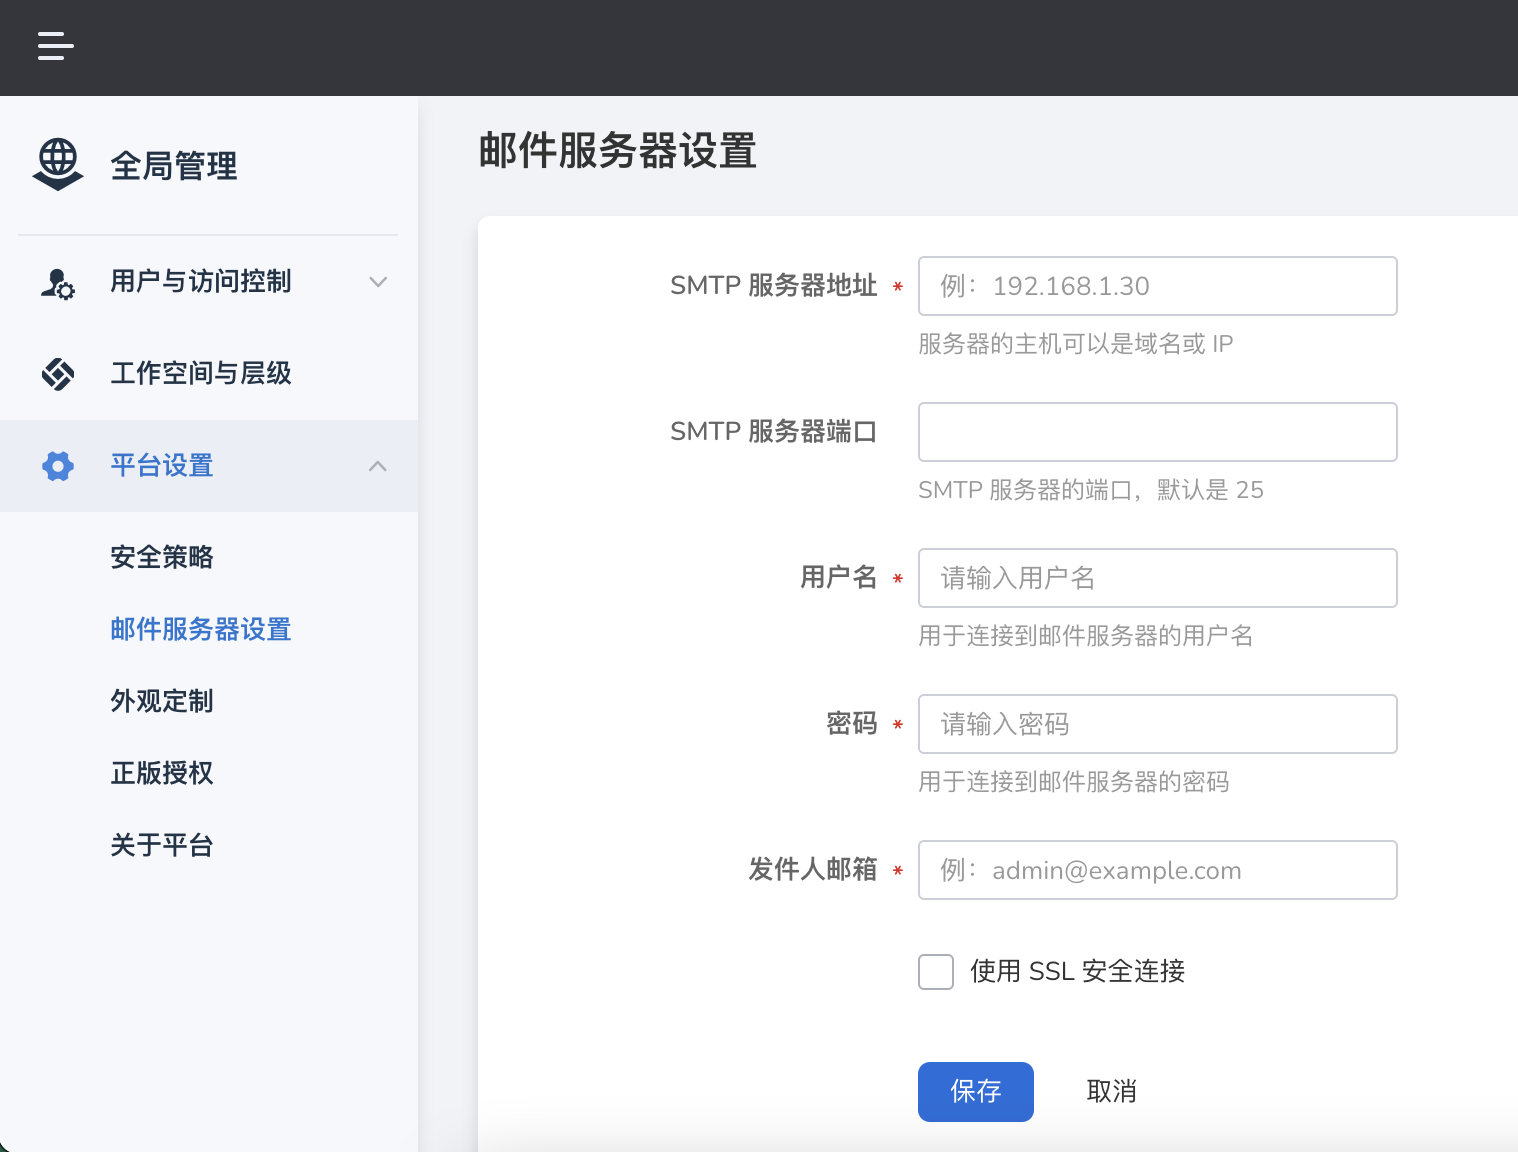 全局管理
用户与访问控制
工作空间与层级
平台设置
安全策略
邮件服务器设置
外观定制
正版授权
关于平台
邮件服务器设置
SMTP 服务器地址 * 例：192.168.1.30
服务器的主机可以是域名或 IP
SMTP 服务器端口
SMTP 服务器的端口，默认是 25
用户名 * 请输入用户名
用于连接到邮件服务器的用户名
密码 * 请输入密码
用于连接到邮件服务器的密码
发件人邮箱 * 例：admin@example.com
使用 SSL 安全连接
保存 取消